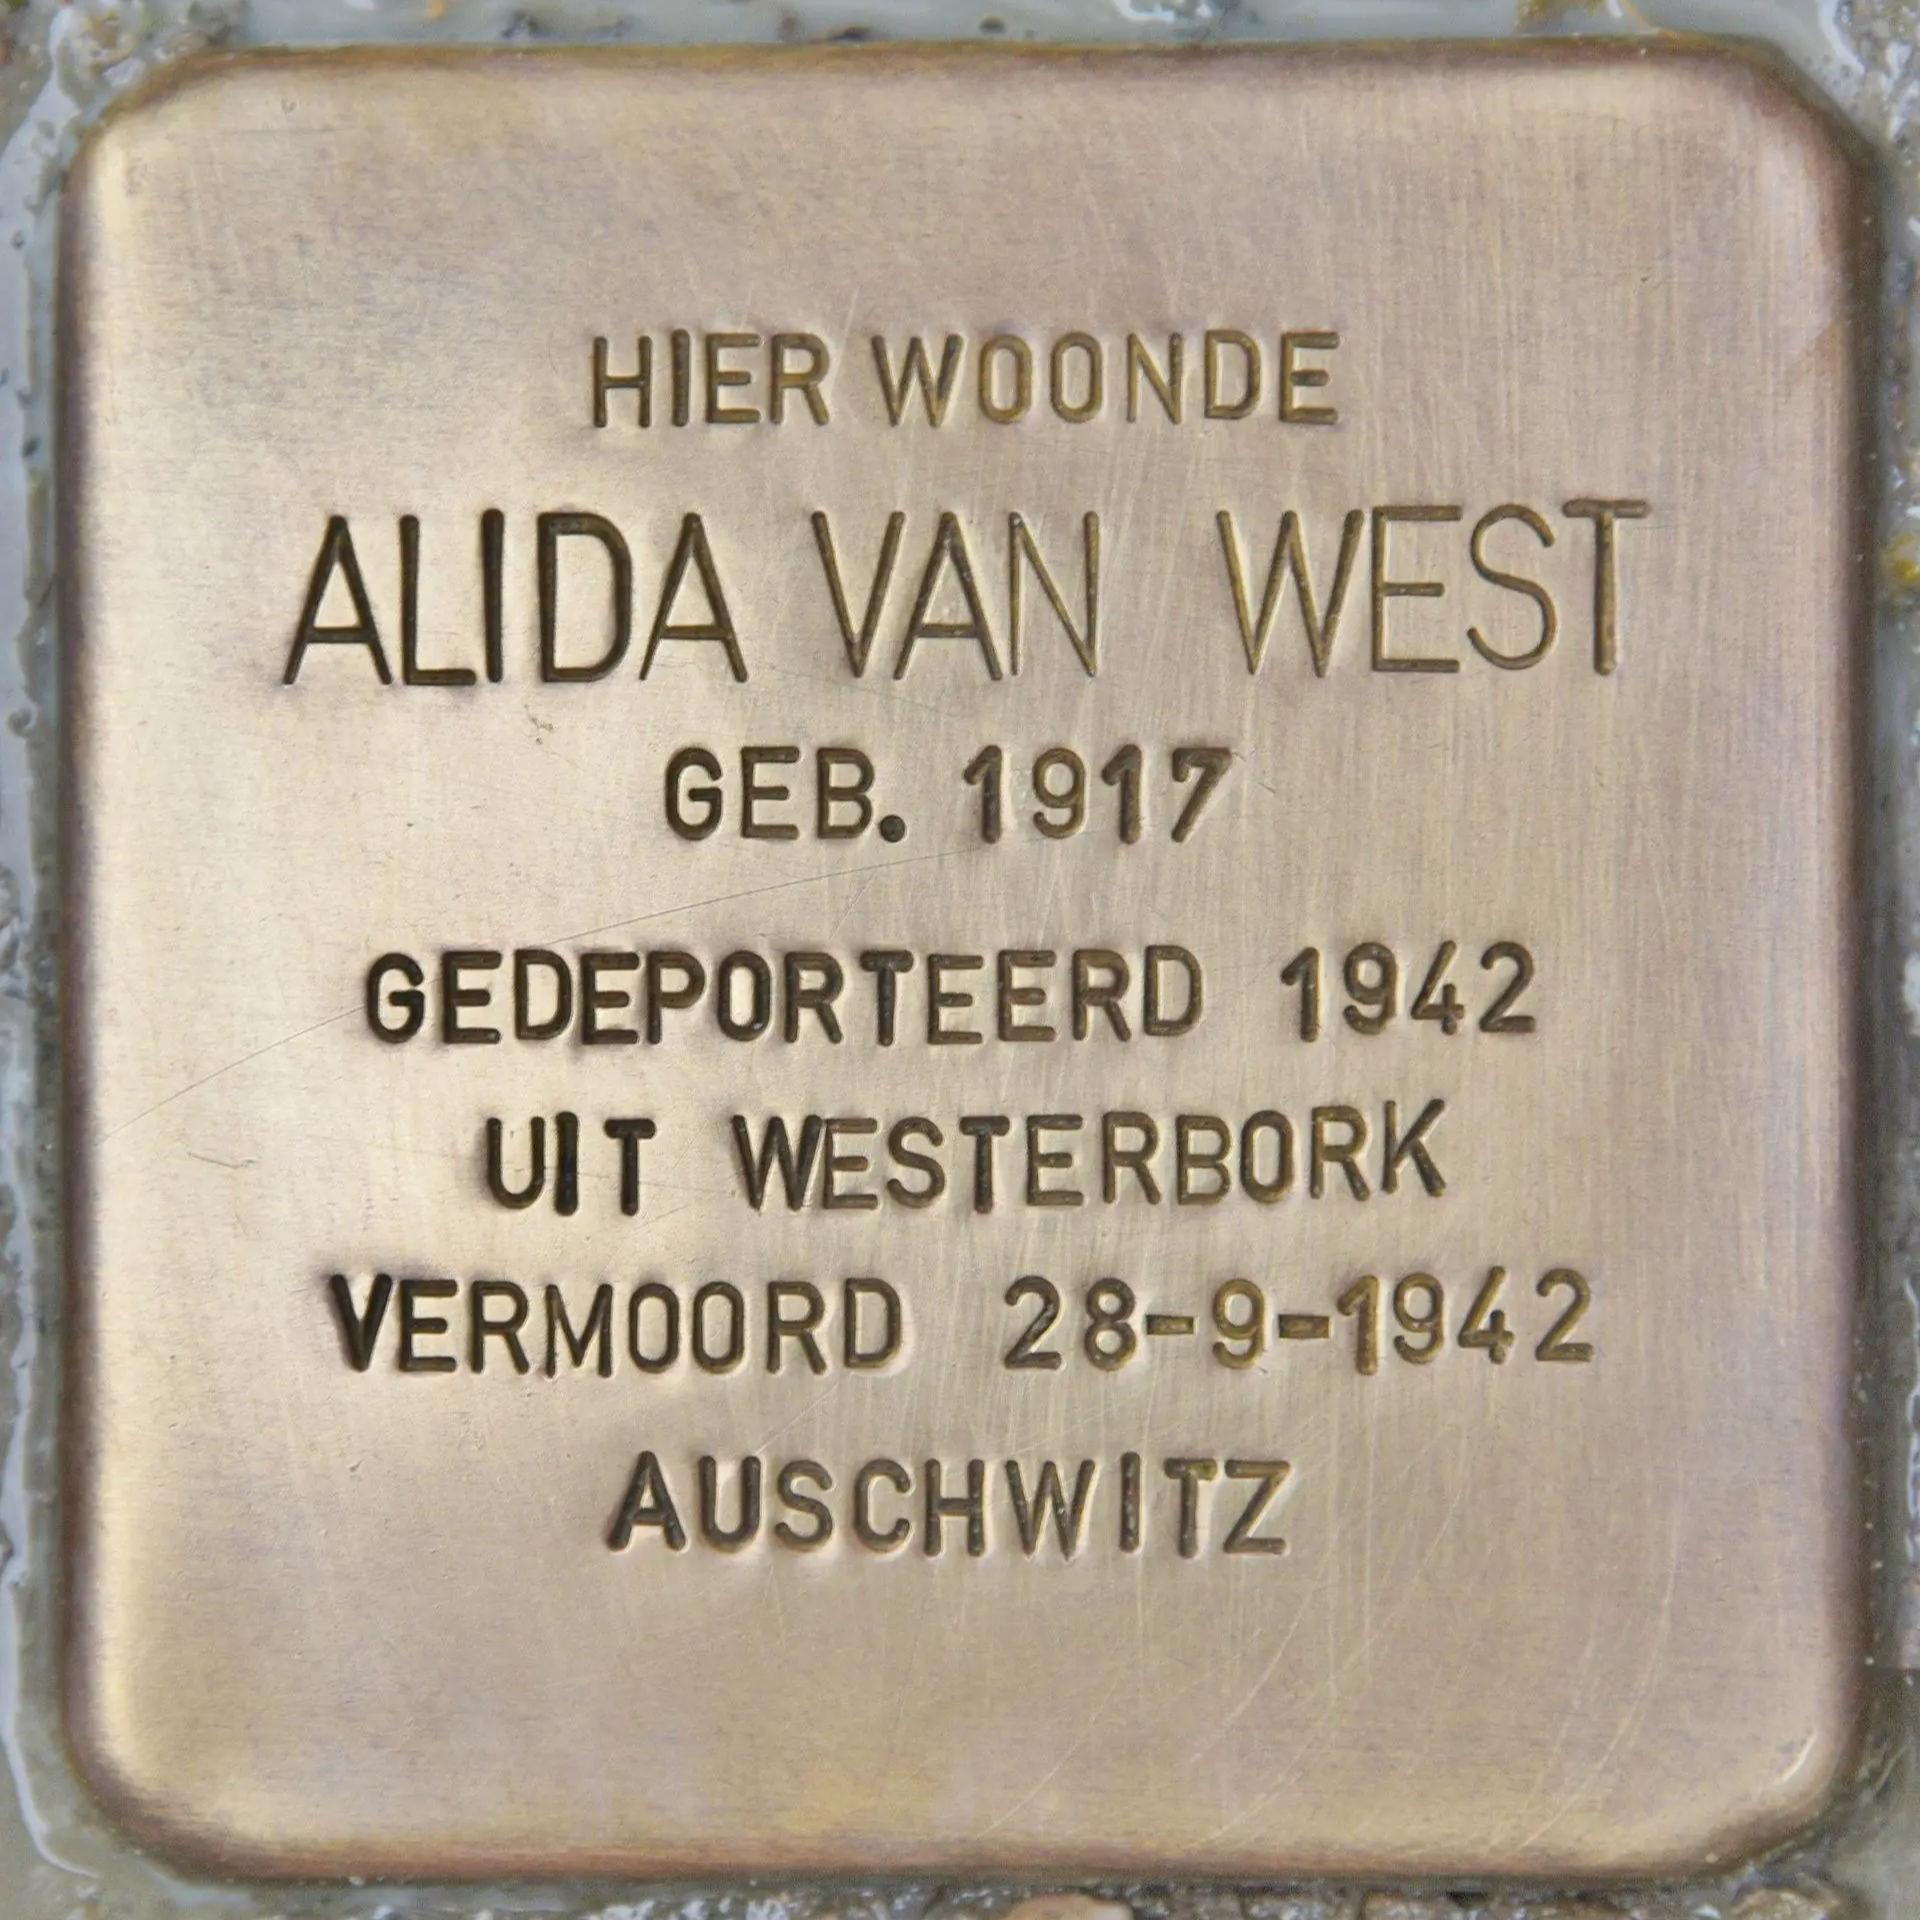 HIER WOONDE
ALIDA VAN WEST
GEB. 1917
GEDEPORTEERD 1942
UIT WESTERBORK
VERMOORD 28-9-1942
AUSCHWITZ